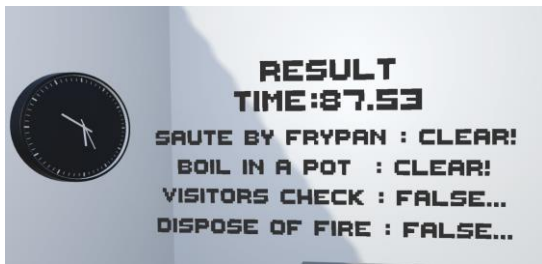 RESULT
TIME:87.53
SAUTE BY FRYPAN : CLEAR!
BOIL IN A POT : CLEAR!
VISITORS CHECK : FALSE...
DISPOSE OF FIRE : FALSE...